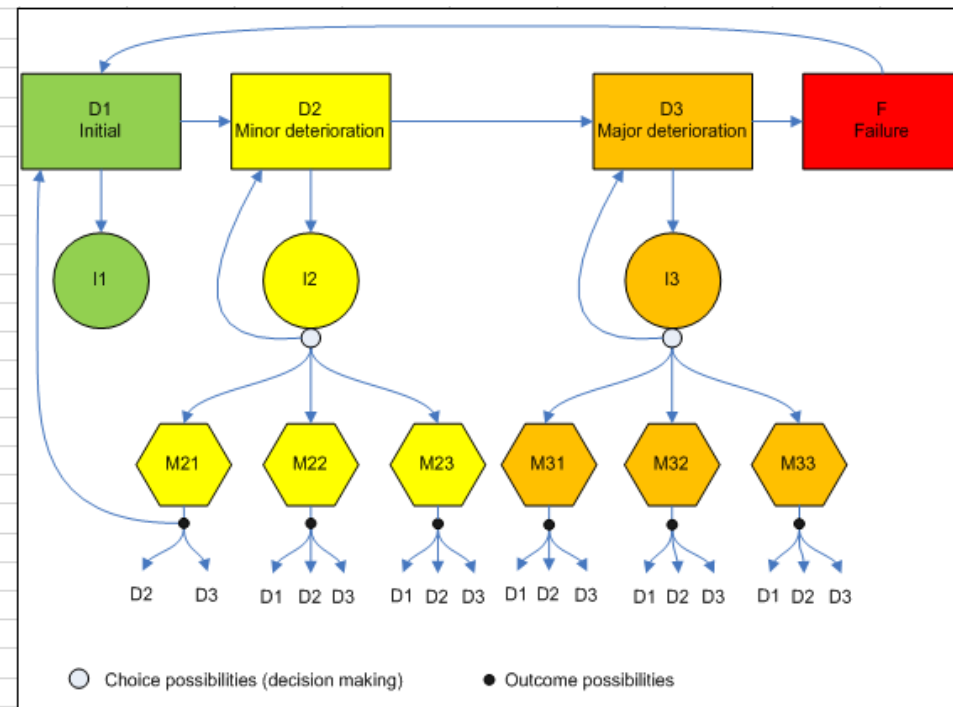 D1
Initial
D2
Minor deterioration
D3
Major deterioration
F
Failure
I1
I2
I3
M21
M22
M23
M31
M32
M33
D2 D3
D1 D2 D3
D1 D2 D3
D1 D2 D3
D1 D2 D3
D1 D2 D3
Choice possibilities (decision making)
Outcome possibilities